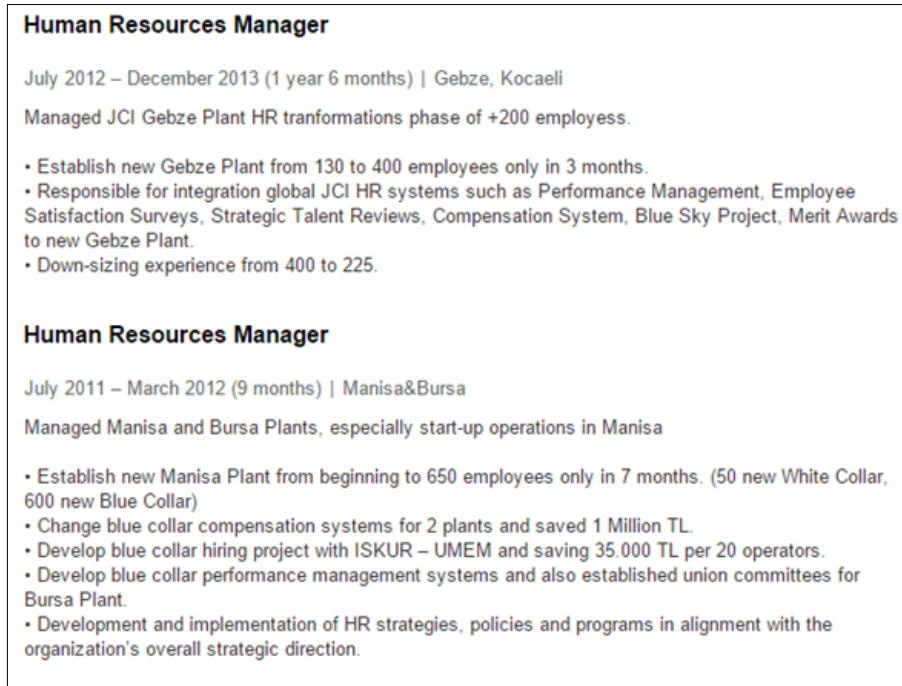 Human Resources Manager
July 2012 – December 2013 (1 year 6 months) | Gebze, Kocaeli
Managed JCI Gebze Plant HR tranformations phase of +200 employess.
• Establish new Gebze Plant from 130 to 400 employees only in 3 months.
• Responsible for integration global JCI HR systems such as Performance Management, Employee
Satisfaction Surveys, Strategic Talent Reviews, Compensation System, Blue Sky Project, Merit Awards
to new Gebze Plant.
• Down-sizing experience from 400 to 225.
Human Resources Manager
July 2011 – March 2012 (9 months) | Manisa&Bursa
Managed Manisa and Bursa Plants, especially start-up operations in Manisa
• Establish new Manisa Plant from beginning to 650 employees only in 7 months. (50 new White Collar,
600 new Blue Collar)
• Change blue collar compensation systems for 2 plants and saved 1 Million TL.
• Develop blue collar hiring project with ISKUR – UMEM and saving 35.000 TL per 20 operators.
• Develop blue collar performance management systems and also established union committees for
Bursa Plant.
• Development and implementation of HR strategies, policies and programs in alignment with the
organization's overall strategic direction.